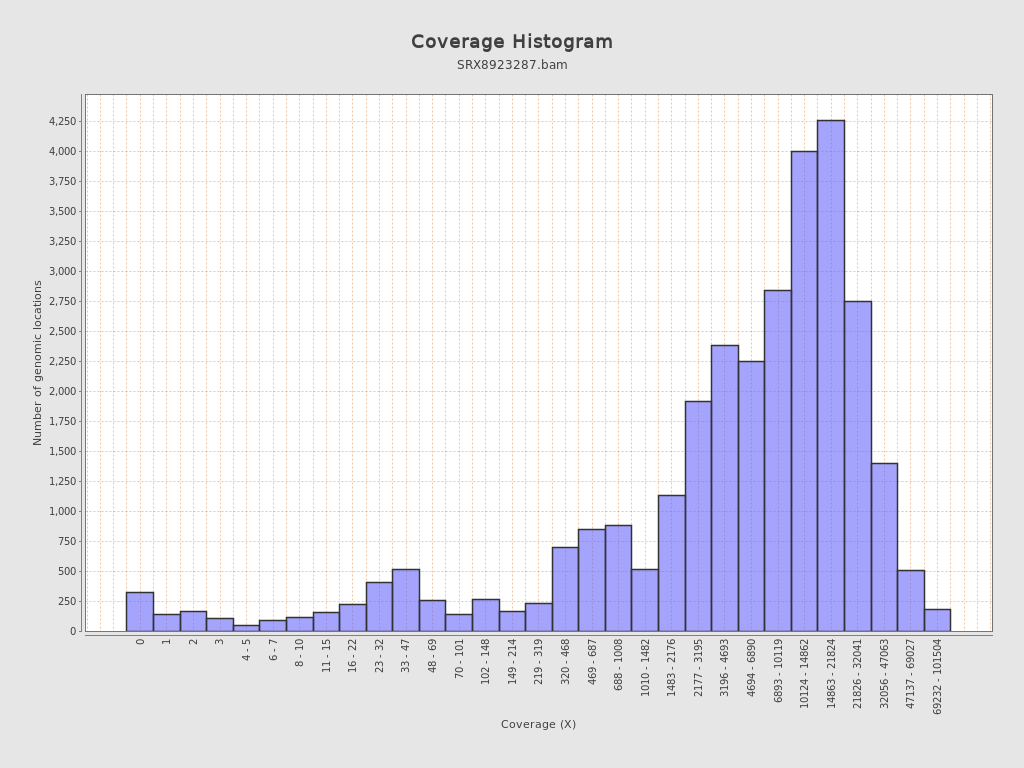 Coverage Histogram
SRX8923287.bam
Number of genomic locations
4,250
4,000
3,750
3,500
3,250
3,000
2,750
2,500
2,250
2,000
1,750
1,500
1,250
1,000
750
500
250
0
0
1
2
3
4 - 5
6 - 7
8 - 10
11 - 15
16 - 22
23 - 32
33 - 47
48 - 69
70 - 101
102 - 148
149 - 214
219 - 319
320 - 468
469 - 687
688 - 1008
1010 - 1482
1483 - 2176
2177 - 3195
3196 - 4693
4694 - 6890
6893 - 10119
10124 - 14862
14863 - 21824
21826 - 32041
32056 - 47063
47137 - 69027
69232 - 101504
Coverage (X)